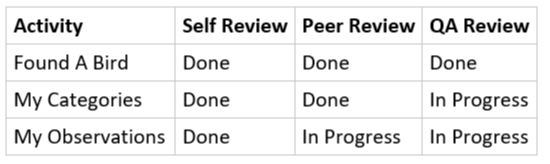 Activity Self Review Peer Review QA Review
Found A Bird Done Done Done
My Categories Done Done In Progress
My Observations Done In Progress In Progress